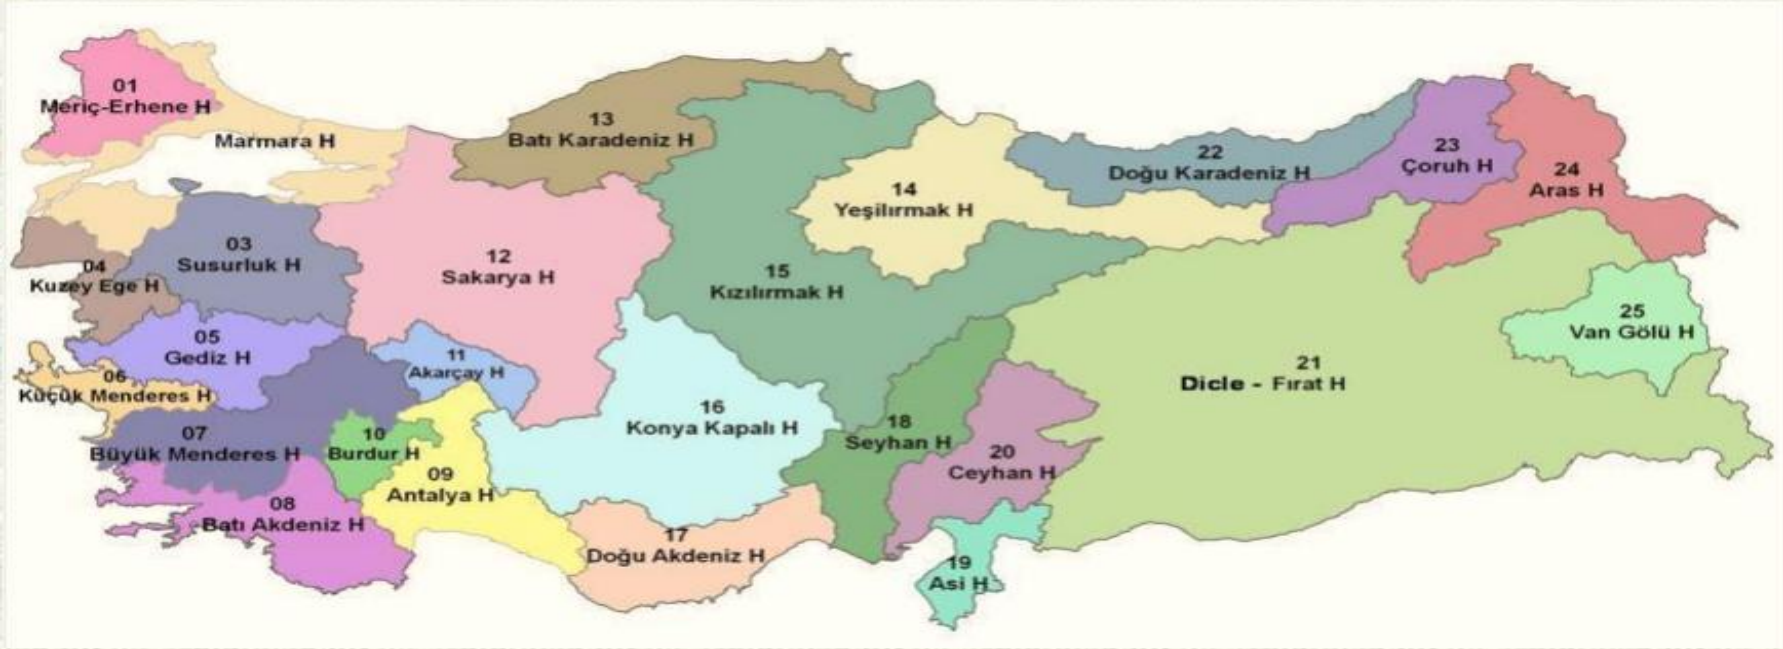 01
Meriç-Erhene H
Marmara H
03
Susurluk H
04
Kuzey Ege H
05
Gediz H
06
Küçük Menderes H
07
Büyük Menderes H
08
Batı Akdeniz H
09
Antalya H
10
Burdur H
11
Akarçay H
12
Sakarya H
13
Batı Karadeniz H
14
Yeşilırmak H
15
Kızılırmak H
16
Konya Kapalı H
17
Doğu Akdeniz H
18
Seyhan H
19
Asi H
20
Ceyhan H
21
Dicle - Fırat H
22
Doğu Karadeniz H
23
Çoruh H
24
Aras H
25
Van Gölü H